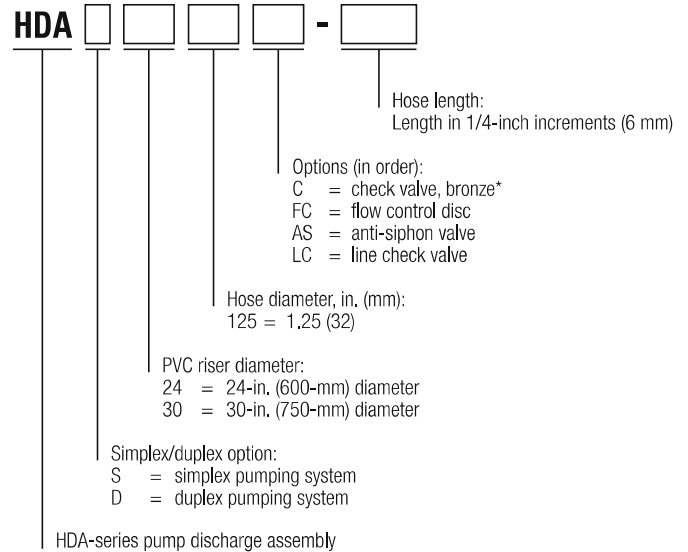 HDA -
Hose length:
Length in 1/4-inch increments (6 mm)
Options (in order):
C = check valve, bronze*
FC = flow control disc
AS = anti-siphon valve
LC = line check valve
Hose diameter, in. (mm):
125 = 1.25 (32)
PVC riser diameter:
24 = 24-in. (600-mm) diameter
30 = 30-in. (750-mm) diameter
Simplex/duplex option:
S = simplex pumping system
D = duplex pumping system
HDA-series pump discharge assembly